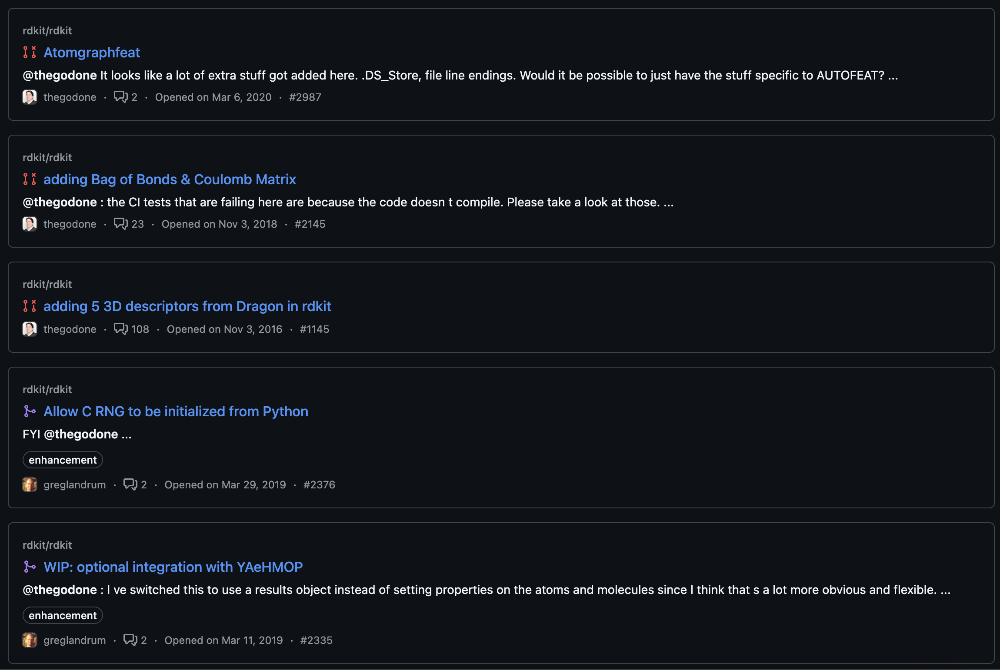 rdkit/rdkit
Atomgraphfeat
@thegodone It looks like a lot of extra stuff got added here. .DS_Store, file line endings. Would it be possible to just have the stuff specific to AUTOFEAT? ...
thegodone · 2 · Opened on Mar 6, 2020 · #2987
rdkit/rdkit
adding Bag of Bonds & Coulomb Matrix
@thegodone : the CI tests that are failing here are because the code doesn t compile. Please take a look at those. ...
thegodone · 23 · Opened on Nov 3, 2018 · #2145
rdkit/rdkit
adding 5 3D descriptors from Dragon in rdkit
thegodone · 108 · Opened on Nov 3, 2016 · #1145
rdkit/rdkit
Allow C RNG to be initialized from Python
FYI @thegodone ...
enhancement
greglandrum · 2 · Opened on Mar 29, 2019 · #2376
rdkit/rdkit
WIP: optional integration with YAeHMOP
@thegodone : I ve switched this to use a results object instead of setting properties on the atoms and molecules since I think that s a lot more obvious and flexible. ...
enhancement
greglandrum · 2 · Opened on Mar 11, 2019 · #2335